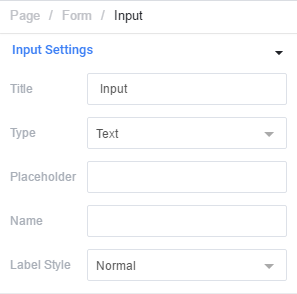 Page / Form / Input
Input Settings
Title Input
Type Text
Placeholder
Name
Label Style Normal